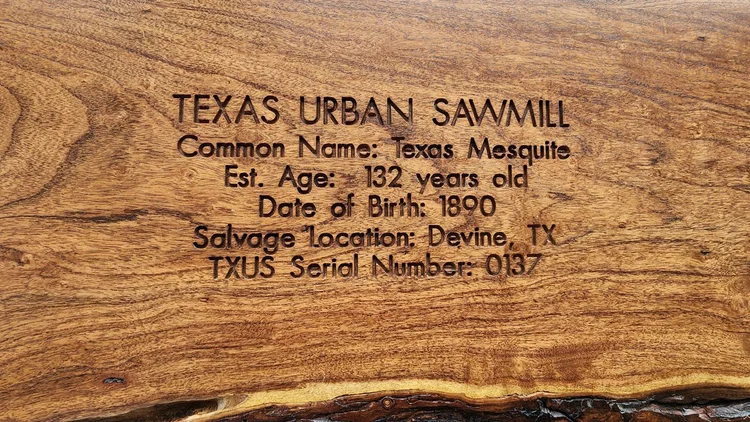 TEXAS URBAN SAWMILL
Common Name: Texas Mesquite
Est. Age: 132 years old
Date of Birth: 1890
Salvage Location: Devine, TX
TXUS Serial Number: 0137